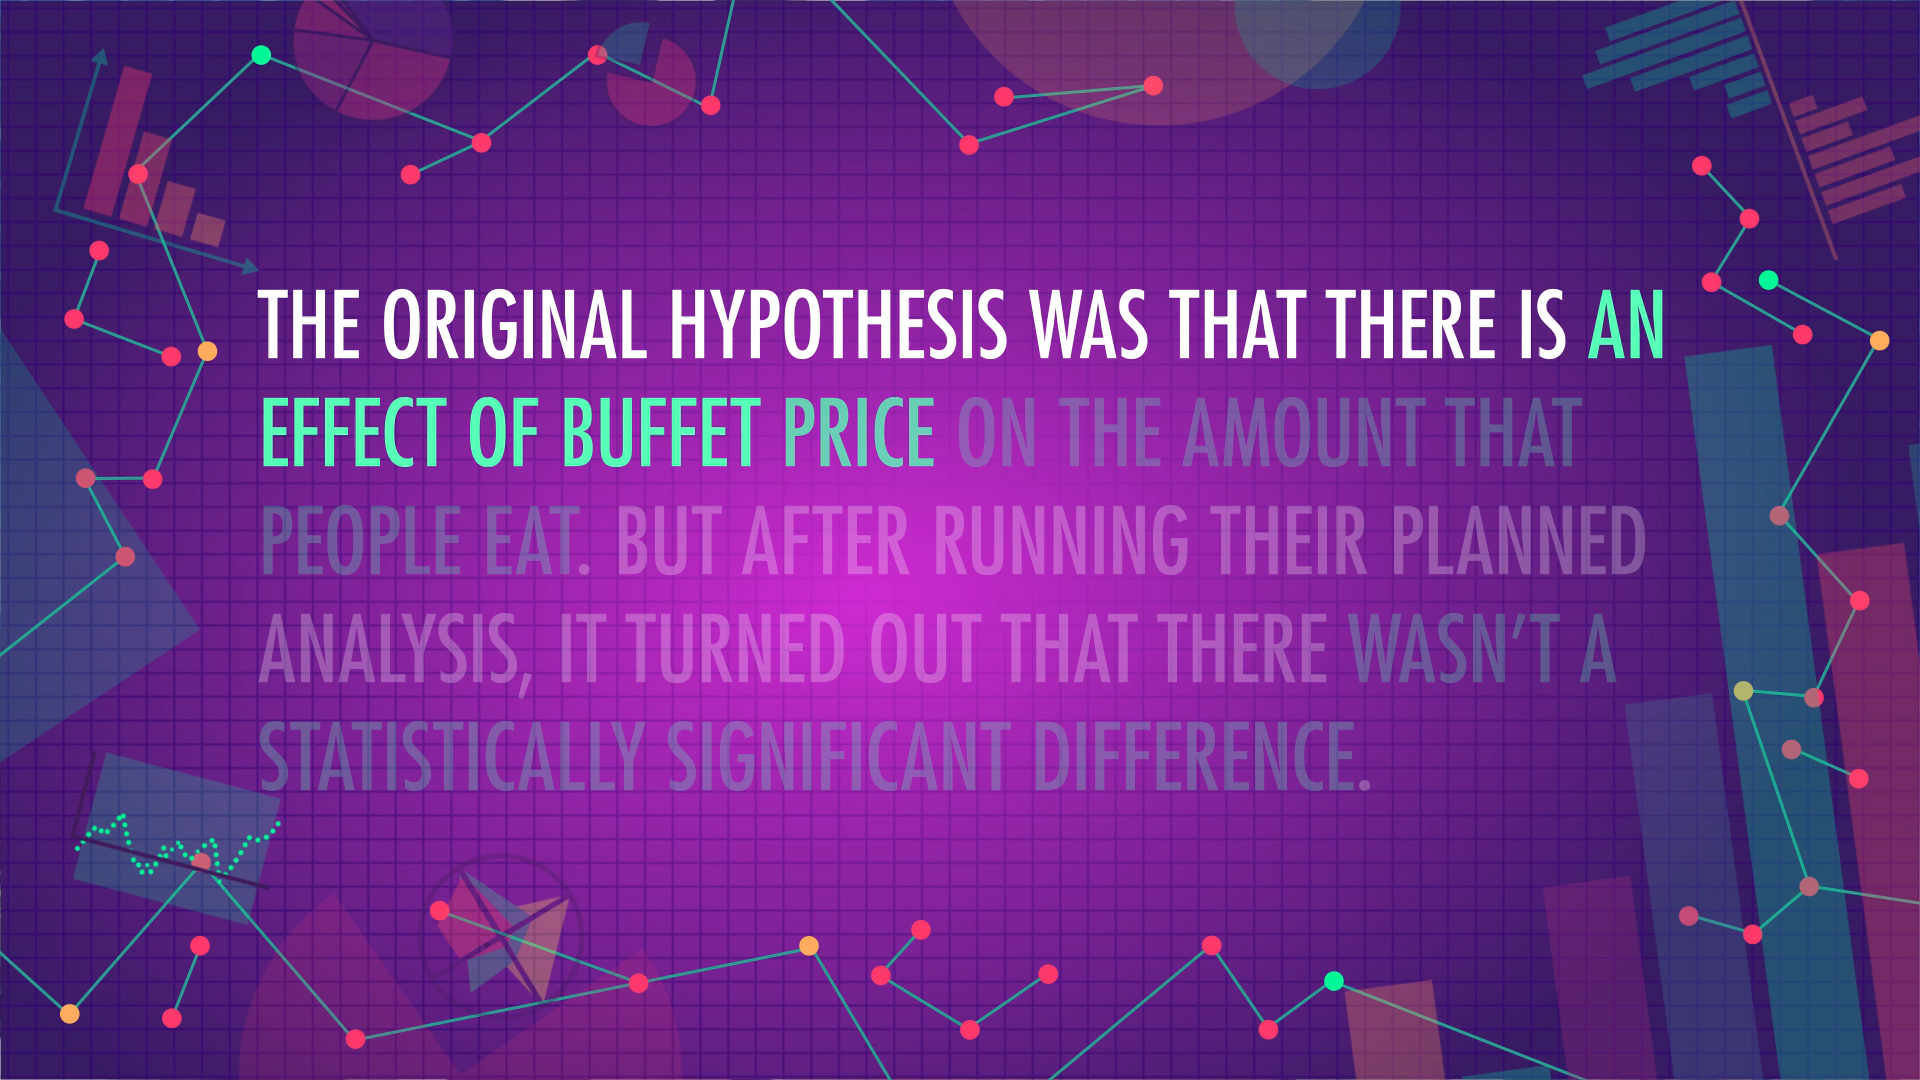 THE ORIGINAL HYPOTHESIS WAS THAT THERE IS AN
EFFECT OF BUFFET PRICE ON THE AMOUNT THAT
PEOPLE EAT. BUT AFTER RUNNING THEIR PLANNED
ANALYSIS, IT TURNED OUT THAT THERE WASN'T A
STATISTICALLY SIGNIFICANT DIFFERENCE.